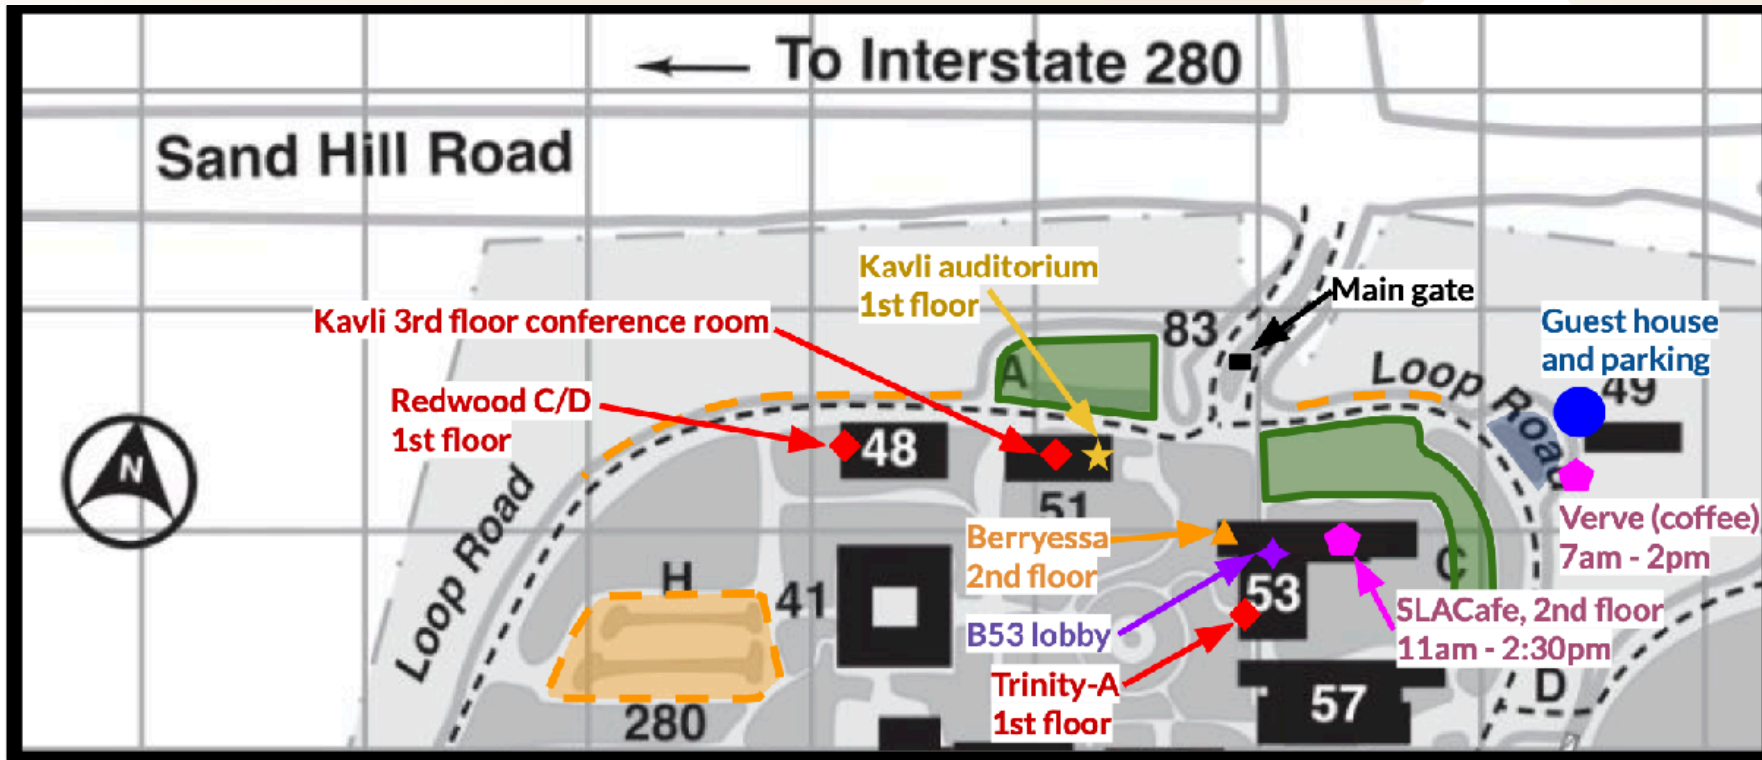 To Interstate 280
Sand Hill Road
Kavli auditorium
1st floor
Main gate
Kavli 3rd floor conference room
83
Guest house
and parking
A
Loop Road
49
Redwood C/D
1st floor
48
N
51
Loop Road
Verve (coffee)
7am - 2pm
Berryessa
2nd floor
C
H
41
53
SLACafe, 2nd floor
11am - 2:30pm
B53 lobby
Trinity-A
1st floor
57
D
280